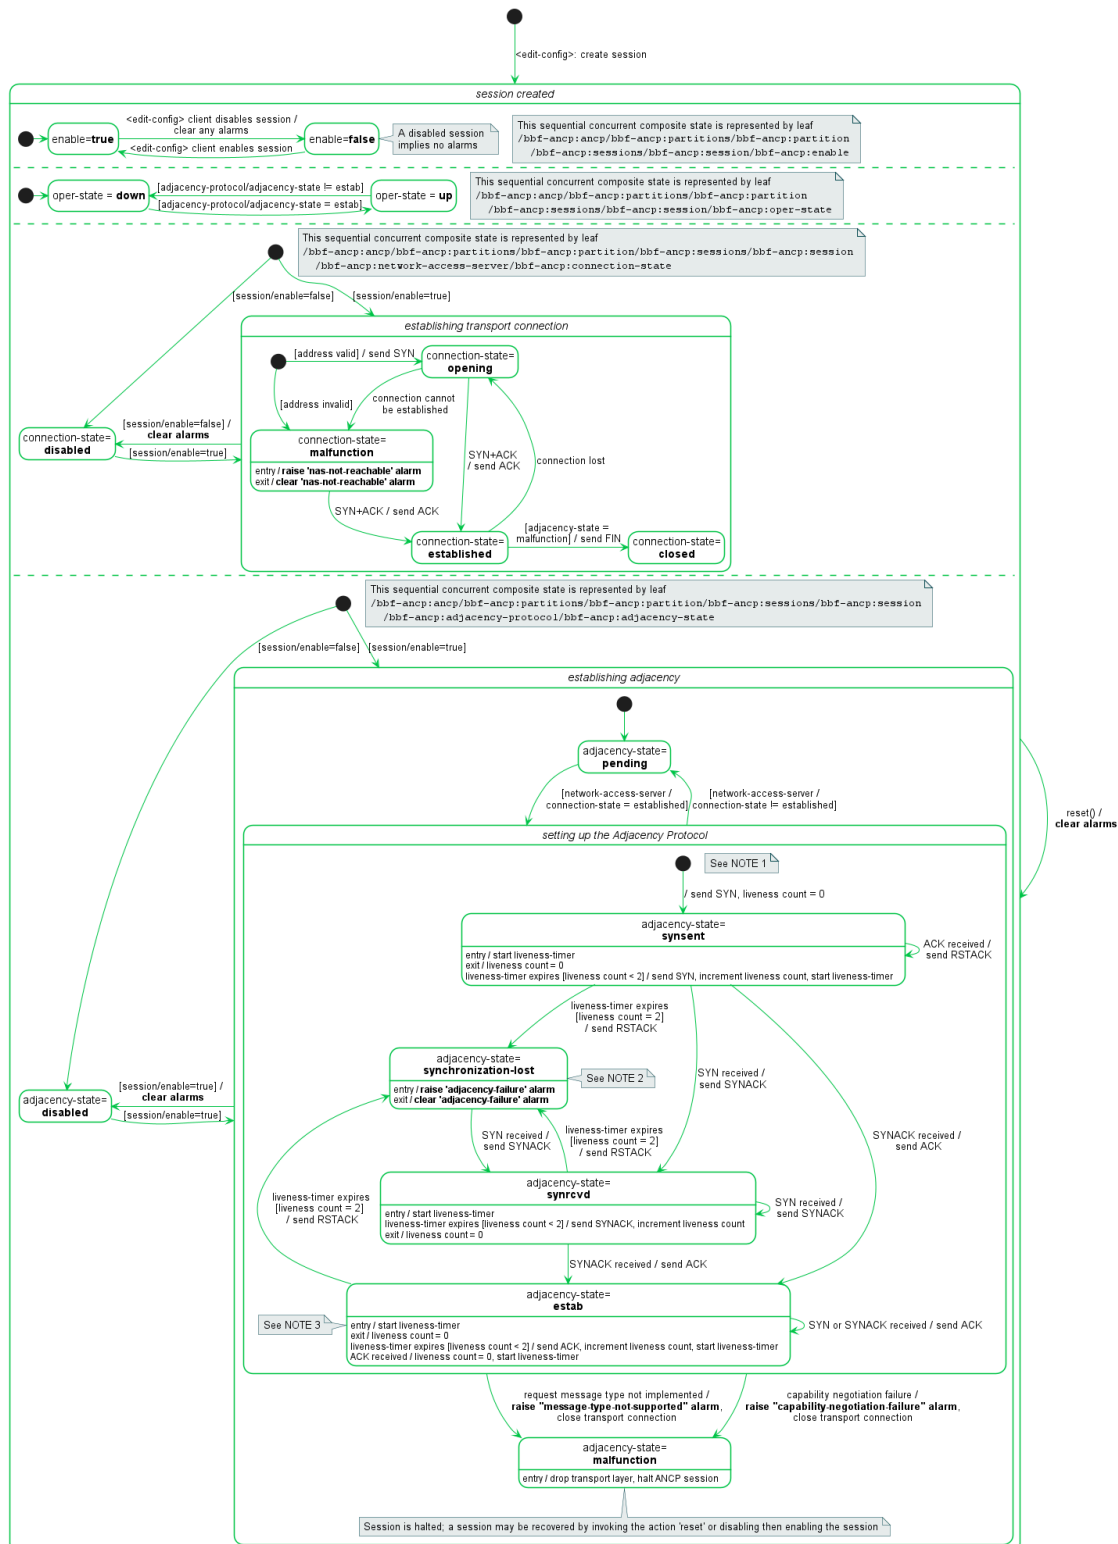 <edit-config>: create session
session created
enable=true
<edit-config> client disables session /
clear any alarms
<edit-config> client enables session
enable=false
A disabled session
implies no alarms
This sequential concurrent composite state is represented by leaf
/bbf-ancp:ancp/bbf-ancp:partitions/bbf-ancp:partition
/bbf-ancp:sessions/bbf-ancp:session/bbf-ancp:enable
oper-state = down
[adjacency-protocol/adjacency-state != estab]
[adjacency-protocol/adjacency-state = estab]
oper-state = up
This sequential concurrent composite state is represented by leaf
/bbf-ancp:ancp/bbf-ancp:partitions/bbf-ancp:partition
/bbf-ancp:sessions/bbf-ancp:session/bbf-ancp:oper-state
This sequential concurrent composite state is represented by leaf
/bbf-ancp:ancp/bbf-ancp:partitions/bbf-ancp:partition/bbf-ancp:sessions/bbf-ancp:session
/bbf-ancp:network-access-server/bbf-ancp:connection-state
[session/enable=false]
[session/enable=true]
establishing transport connection
[address valid] / send SYN
connection-state=
opening
[address invalid]
connection cannot
be established
connection-state=
disabled
[session/enable=false] /
clear alarms
[session/enable=true]
connection-state=
malfunction
entry / raise 'nas-not-reachable' alarm
exit / clear 'nas-not-reachable' alarm
SYN+ACK
/ send ACK
connection lost
SYN+ACK / send ACK
connection-state=
established
[adjacency-state =
malfunction] / send FIN
connection-state=
closed
This sequential concurrent composite state is represented by leaf
/bbf-ancp:ancp/bbf-ancp:partitions/bbf-ancp:partition/bbf-ancp:sessions/bbf-ancp:session
/bbf-ancp:adjacency-protocol/bbf-ancp:adjacency-state
[session/enable=false]
[session/enable=true]
establishing adjacency
adjacency-state=
pending
[network-access-server /
connection-state = established]
[network-access-server /
connection-state != established]
reset() /
clear alarms
setting up the Adjacency Protocol
See NOTE 1
/ send SYN, liveness count = 0
adjacency-state=
synsent
entry / start liveness-timer
exit / liveness count = 0
liveness-timer expires [liveness count < 2] / send SYN, increment liveness count, start liveness-timer
ACK received /
send RSTACK
liveness-timer expires
[liveness count = 2]
/ send RSTACK
adjacency-state=
synchronization-lost
entry / raise 'adjacency-failure' alarm
exit / clear 'adjacency-failure' alarm
See NOTE 2
SYN received /
send SYNACK
adjacency-state=
disabled
[session/enable=true] /
clear alarms
[session/enable=true]
SYN received /
send SYNACK
liveness-timer expires
[liveness count = 2]
/ send RSTACK
SYNACK received /
send ACK
liveness-timer expires
[liveness count = 2]
/ send RSTACK
adjacency-state=
synrcvd
entry / start liveness-timer
liveness-timer expires [liveness count < 2] / send SYNACK, increment liveness count
exit / liveness count = 0
SYN received /
send SYNACK
SYNACK received / send ACK
adjacency-state=
estab
See NOTE 3
entry / start liveness-timer
exit / liveness count = 0
liveness-timer expires [liveness count < 2] / send ACK, increment liveness count, start liveness-timer
ACK received / liveness count = 0, start liveness-timer
SYN or SYNACK received / send ACK
request message type not implemented /
raise "message-type-not-supported" alarm,
close transport connection
capability negotiation failure /
raise "capability-negotiation-failure" alarm,
close transport connection
adjacency-state=
malfunction
entry / drop transport layer, halt ANCP session
Session is halted; a session may be recovered by invoking the action 'reset' or disabling then enabling the session